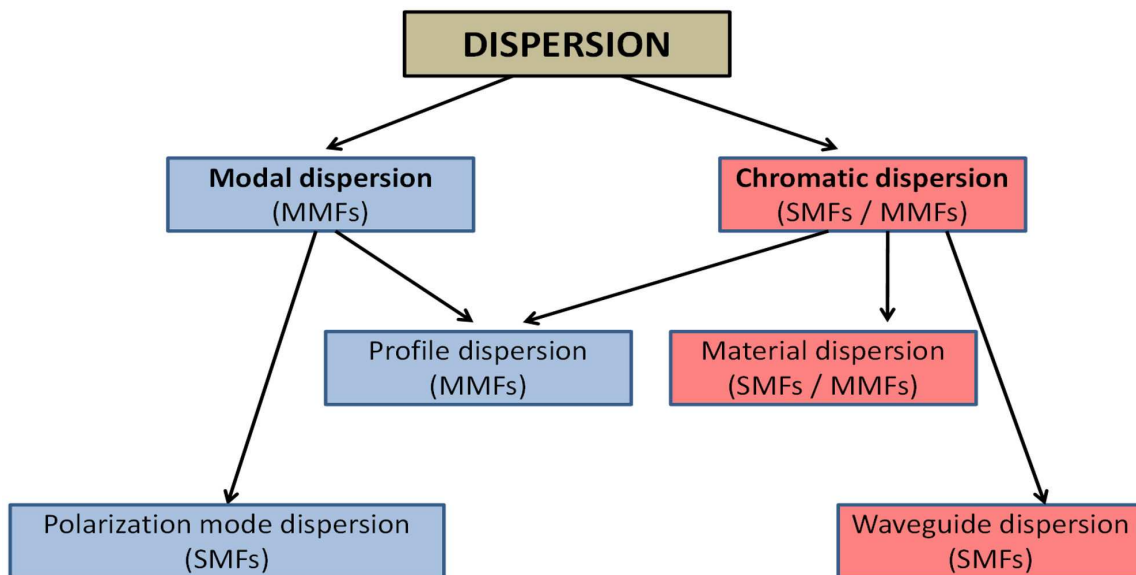 DISPERSION
Modal dispersion
(MMFs)
Chromatic dispersion
(SMFs / MMFs)
Profile dispersion
(MMFs)
Material dispersion
(SMFs / MMFs)
Polarization mode dispersion
(SMFs)
Waveguide dispersion
(SMFs)